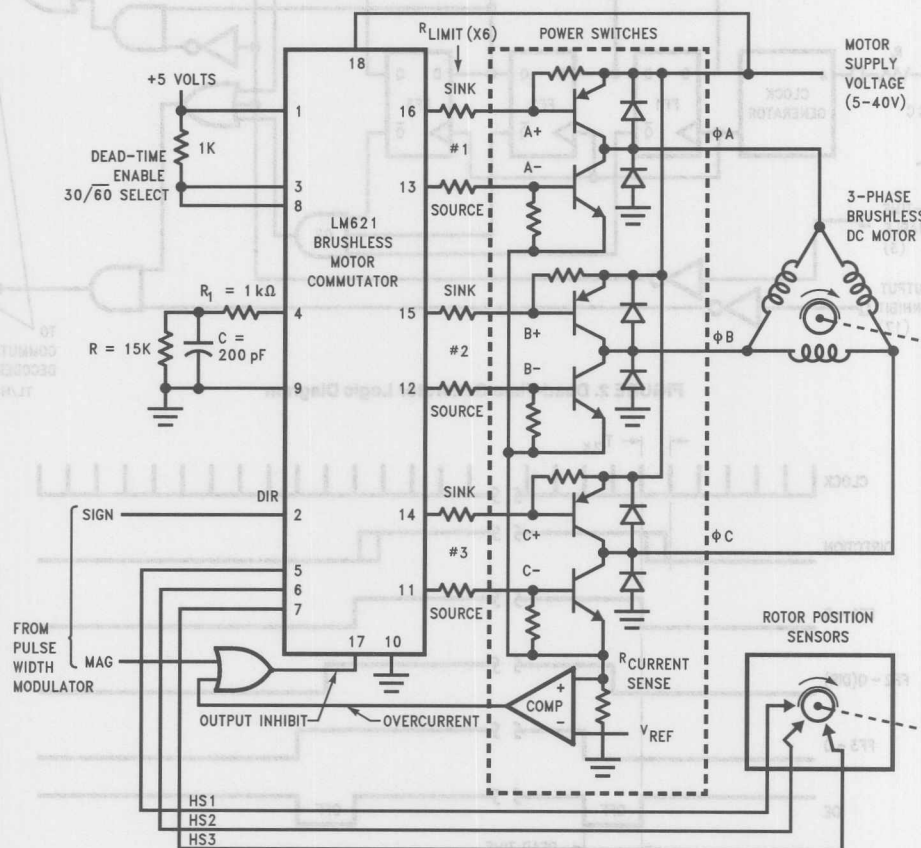 R LIMIT (X6)
POWER SWITCHES
18
+5 VOLTS
SINK
MOTOR
SUPPLY
VOLTAGE
(5-40V)
1
16
A+
φA
1K
#1
DEAD-TIME
ENABLE
30/60 SELECT
3
8
13
A-
SOURCE
LM621
BRUSHLESS
MOTOR
COMMUTATOR
3-PHASE
BRUSHLESS
DC MOTOR
R1 = 1 kΩ
4
SINK
15
B+
φB
R = 15K
C =
200 pF
#2
9
12
B-
SOURCE
DIR
SINK
SIGN
2
14
C+
φC
#3
5
6
7
11
C-
SOURCE
ROTOR POSITION
SENSORS
FROM
PULSE
WIDTH
MODULATOR
MAG
17
10
R CURRENT
SENSE
COMP
+
-
OUTPUT INHIBIT
OVERCURRENT
VREF
HS1
HS2
HS3